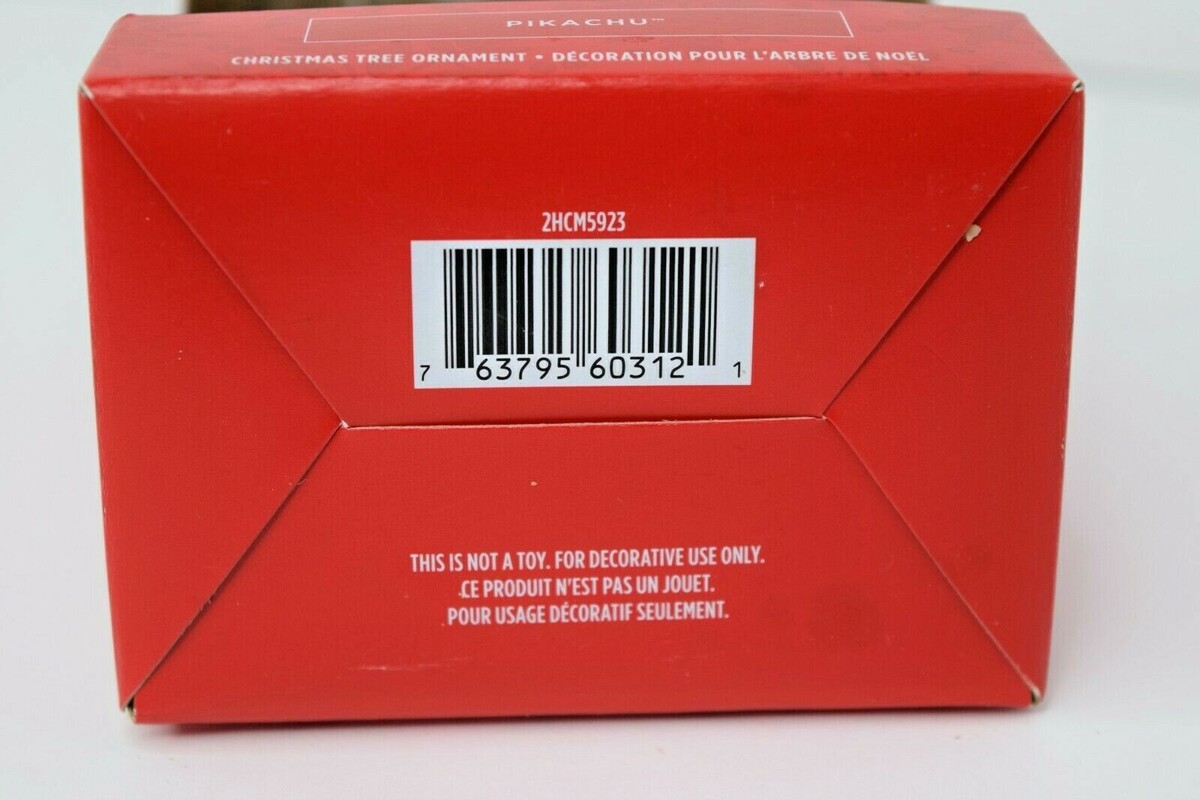 PIKACHU™
CHRISTMAS TREE ORNAMENT • DÉCORATION POUR L'ARBRE DE NOËL
2HCM5923
7 63795 60312 1
THIS IS NOT A TOY. FOR DECORATIVE USE ONLY.
CE PRODUIT N'EST PAS UN JOUET.
POUR USAGE DÉCORATIF SEULEMENT.